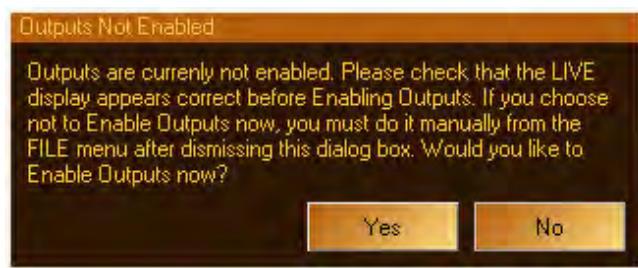 Outputs Not Enabled
Outputs are currenly not enabled. Please check that the LIVE
display appears correct before Enabling Outputs. If you choose
not to Enable Outputs now, you must do it manually from the
FILE menu after dismissing this dialog box. Would you like to
Enable Outputs now?
Yes No